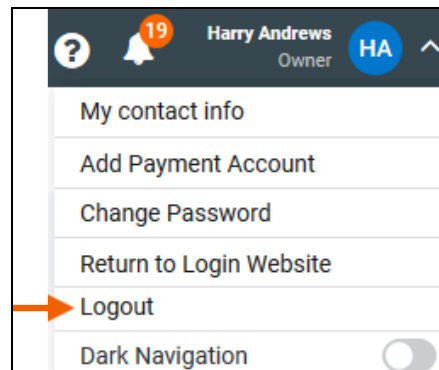 ?
19
Harry Andrews
Owner
HA
My contact info
Add Payment Account
Change Password
Return to Login Website
Logout
Dark Navigation